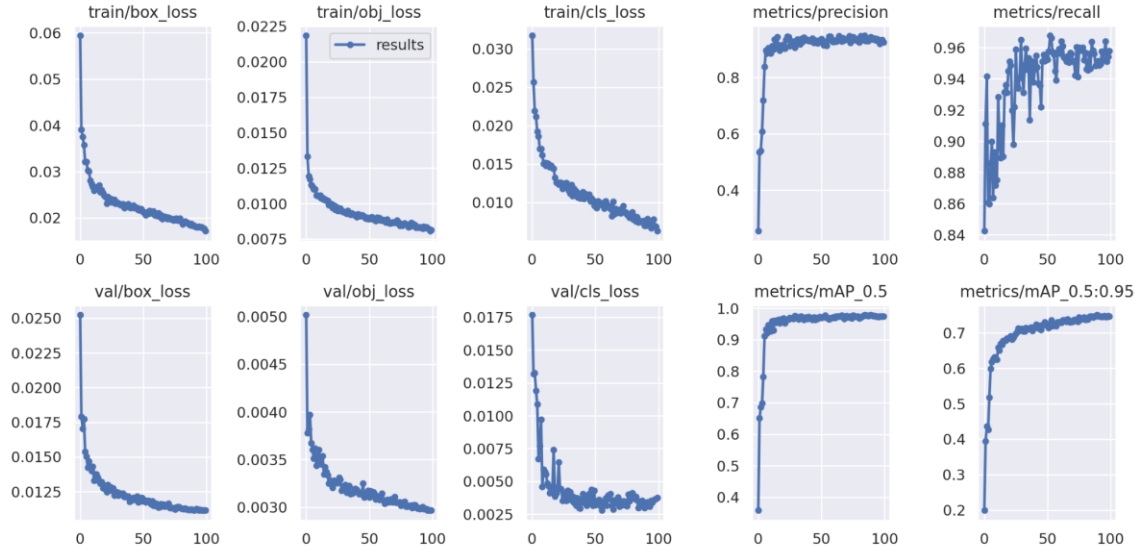 train/box_loss
0.06
0.05
0.04
0.03
0.02
0 50 100
train/obj_loss
results
0.0225
0.0200
0.0175
0.0150
0.0125
0.0100
0.0075
0 50 100
train/cls_loss
0.030
0.025
0.020
0.015
0.010
0 50 100
metrics/precision
0.8
0.6
0.4
0 50 100
metrics/recall
0.96
0.94
0.92
0.90
0.88
0.86
0.84
0 50 100
val/box_loss
0.0250
0.0225
0.0200
0.0175
0.0150
0.0125
0 50 100
val/obj_loss
0.0050
0.0045
0.0040
0.0035
0.0030
0 50 100
val/cls_loss
0.0175
0.0150
0.0125
0.0100
0.0075
0.0050
0.0025
0 50 100
metrics/mAP_0.5
1.0
0.9
0.8
0.7
0.6
0.5
0.4
0 50 100
metrics/mAP_0.5:0.95
0.7
0.6
0.5
0.4
0.3
0.2
0 50 100